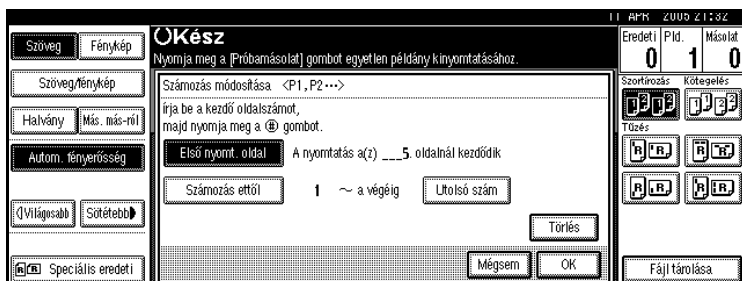 11 APR 2005 21:32
Szöveg
Fénykép
Szöveg/fénykép
Halvány
Más. más-ról
Autom. fényerősség
Világosabb
Sötétebb
Speciális eredeti
Kész
Nyomja meg a [Próbamásolat] gombot egyetlen példány kinyomtatásához.
Számozás módosítása <P1,P2···>
írja be a kezdő oldalszámot,
majd nyomja meg a # gombot.
Első nyomt. oldal
A nyomtatás a(z) ___5. oldalnál kezdődik
Számozás ettől
1 ~ a végéig
Utolsó szám
Törlés
Mégsem
OK
Eredeti Pld. Másolat
0 1 0
Szortírozás Kötegelés
Tűzés
Fájl tárolása